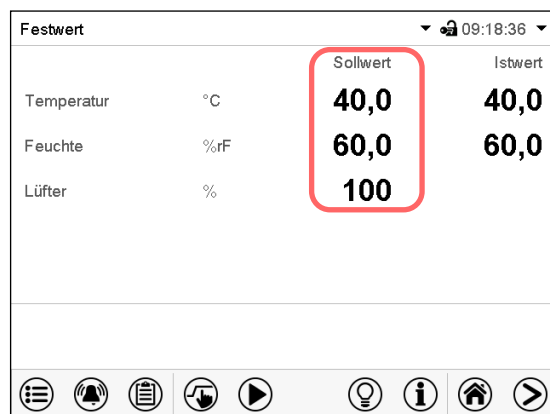 Festwert 09:18:36
Sollwert Istwert
Temperatur °C 40,0 40,0
Feuchte %rF 60,0 60,0
Lüfter % 100